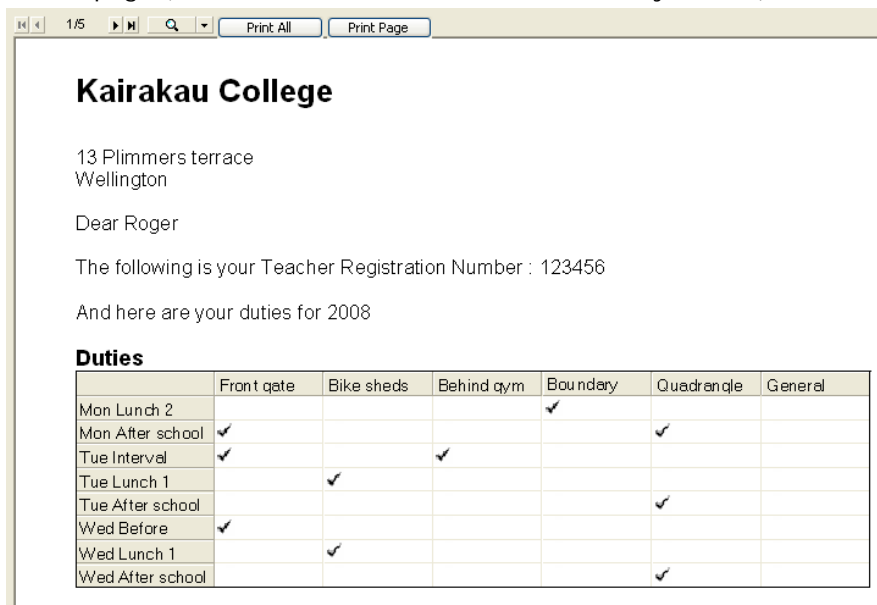 1/5 Print All Print Page
Kairakau College
13 Plimmers terrace
Wellington
Dear Roger
The following is your Teacher Registration Number : 123456
And here are your duties for 2008
Duties
Front gate Bike sheds Behind gym Boundary Quadrangle General
Mon Lunch 2 ✓
Mon After school ✓ ✓
Tue Interval ✓ ✓
Tue Lunch 1 ✓
Tue After school ✓
Wed Before ✓
Wed Lunch 1 ✓
Wed After school ✓